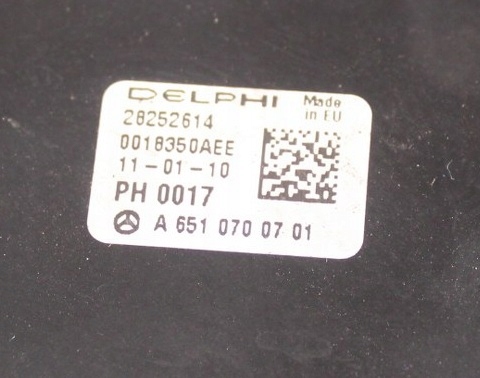 DELPHI Made in EU
28252614
0018350AEE
11-01-10
PH 0017
A 651 070 07 01